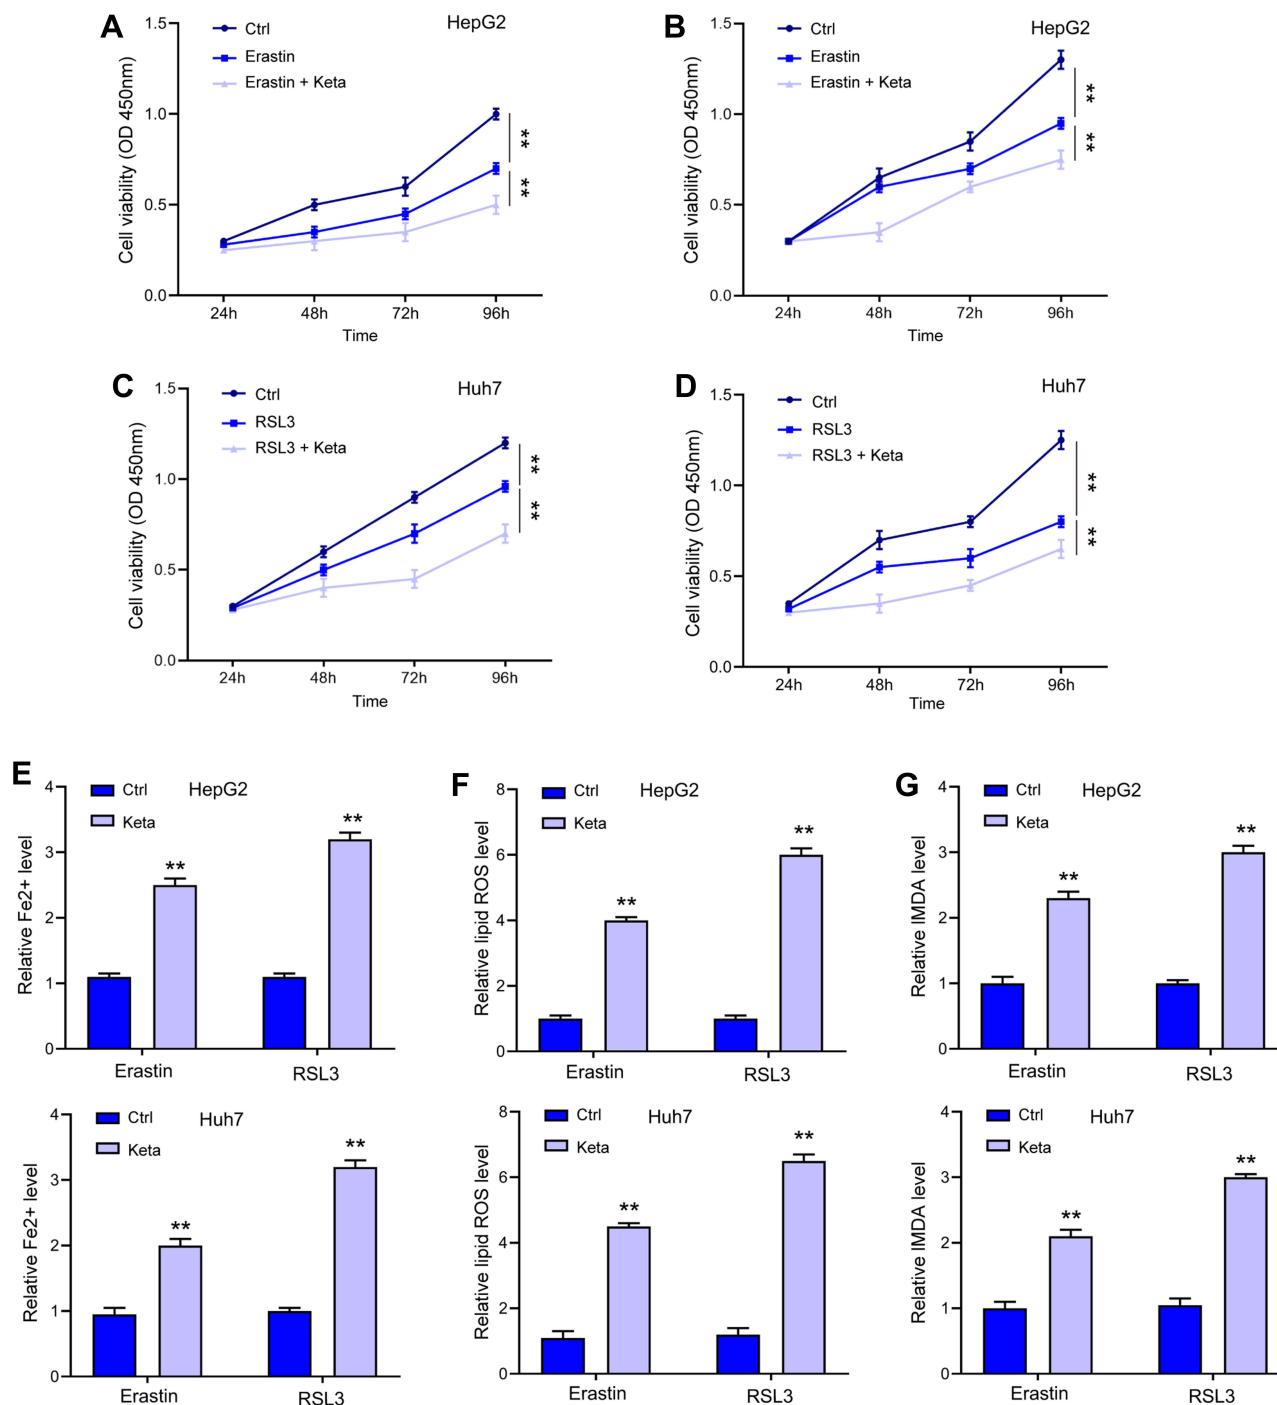 A
HepG2
Ctrl
Erastin
Erastin + Keta
Cell viability (OD 450nm)
1.5
1.0
0.5
0.0
**
**
24h 48h 72h 96h
Time
B
HepG2
Ctrl
Erastin
Erastin + Keta
Cell viability (OD 450nm)
1.5
1.0
0.5
0.0
**
**
24h 48h 72h 96h
Time
C
Huh7
Ctrl
RSL3
RSL3 + Keta
Cell viability (OD 450nm)
1.5
1.0
0.5
0.0
**
**
24h 48h 72h 96h
Time
D
Huh7
Ctrl
RSL3
RSL3 + Keta
Cell viability (OD 450nm)
1.5
1.0
0.5
0.0
**
**
24h 48h 72h 96h
Time
E
HepG2
Ctrl
Keta
Relative Fe2+ level
4
3
2
1
0
**
**
Erastin RSL3
F
HepG2
Ctrl
Keta
Relative lipid ROS level
8
6
4
2
0
**
**
Erastin RSL3
G
HepG2
Ctrl
Keta
Relative IMDA level
4
3
2
1
0
**
**
Erastin RSL3
Huh7
Ctrl
Keta
Relative Fe2+ level
4
3
2
1
0
**
**
Erastin RSL3
Huh7
Ctrl
Keta
Relative lipid ROS level
8
6
4
2
0
**
**
Erastin RSL3
Huh7
Ctrl
Keta
Relative IMDA level
4
3
2
1
0
**
**
Erastin RSL3